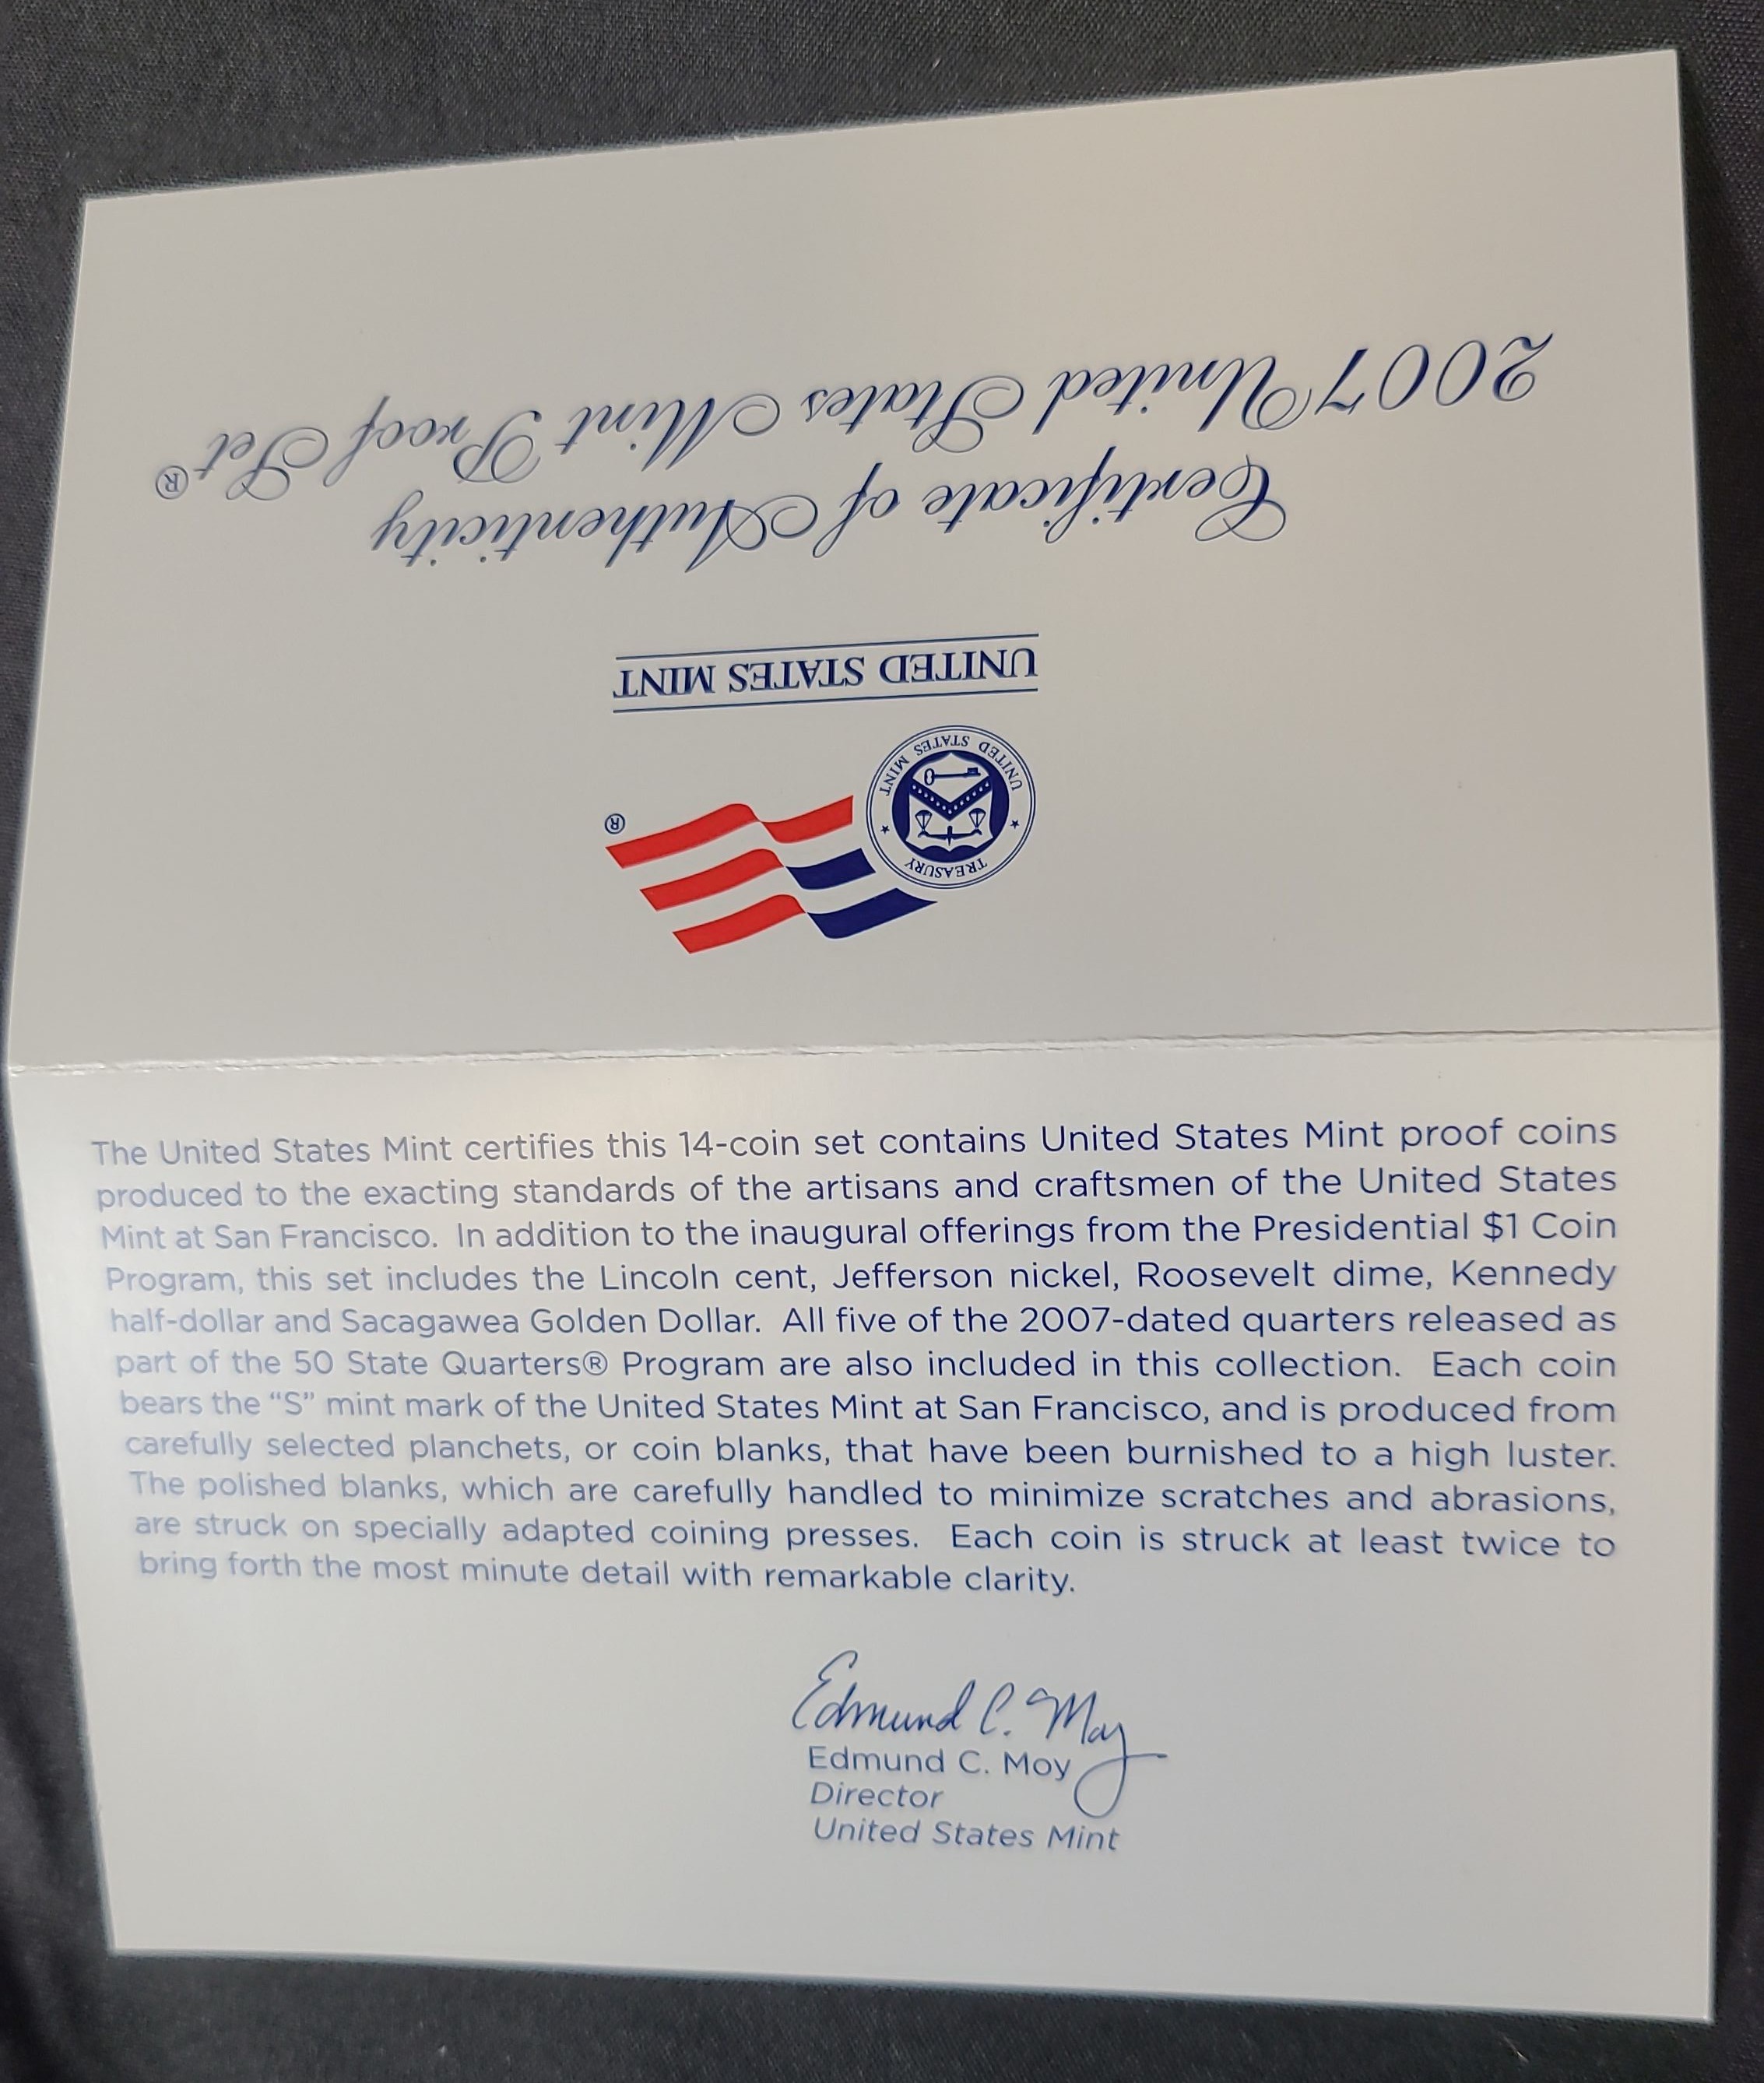 2007 United States Mint Proof Set®
Certificate of Authenticity
UNITED STATES MINT
UNITED STATES MINT
TREASURY
®
The United States Mint certifies this 14-coin set contains United States Mint proof coins
produced to the exacting standards of the artisans and craftsmen of the United States
Mint at San Francisco. In addition to the inaugural offerings from the Presidential $1 Coin
Program, this set includes the Lincoln cent, Jefferson nickel, Roosevelt dime, Kennedy
half-dollar and Sacagawea Golden Dollar. All five of the 2007-dated quarters released as
part of the 50 State Quarters® Program are also included in this collection. Each coin
bears the “S” mint mark of the United States Mint at San Francisco, and is produced from
carefully selected planchets, or coin blanks, that have been burnished to a high luster.
The polished blanks, which are carefully handled to minimize scratches and abrasions,
are struck on specially adapted coining presses. Each coin is struck at least twice to
bring forth the most minute detail with remarkable clarity.
Edmund C. Moy
Edmund C. Moy
Director
United States Mint